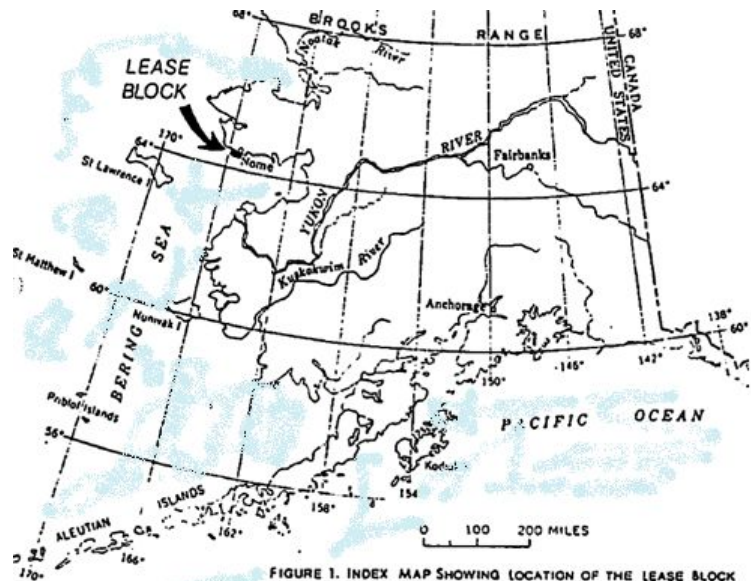 BROOKS RANGE
68°
68°
Noatak River
UNITED STATES
CANADA
LEASE
BLOCK
170°
64°
Nome
St Lawrence I
RIVER
Fairbanks
64°
YUKON
SEA
Kuskokwim River
St Matthew I
60°
Nunivak I
Anchorage
138°
60°
142°
146°
150°
BERING
Pribilof Islands
PACIFIC OCEAN
56°
154
Kodiak
158°
ISLANDS
162°
ALEUTIAN
166°
170°
0 100 200 MILES
FIGURE 1. INDEX MAP SHOWING LOCATION OF THE LEASE BLOCK